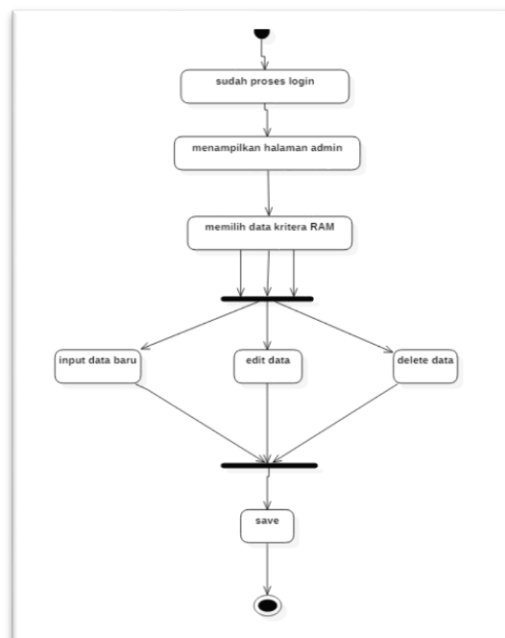 sudah proses login
menampilkan halaman admin
memilih data kritera RAM
input data baru
edit data
delete data
save